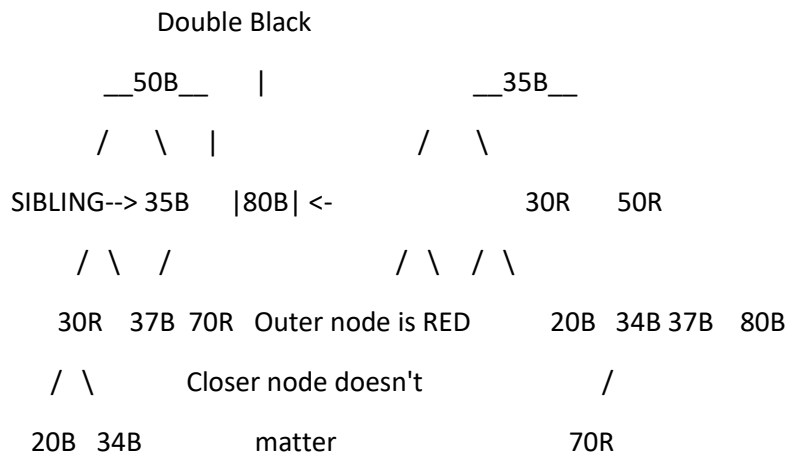 Double Black
__50B__ | __35B__
/ \ | / \
SIBLING--> 35B |80B| <- 30R 50R
/ \ / / \ / \
30R 37B 70R Outer node is RED 20B 34B 37B 80B
/ \ Closer node doesn't /
20B 34B matter 70R